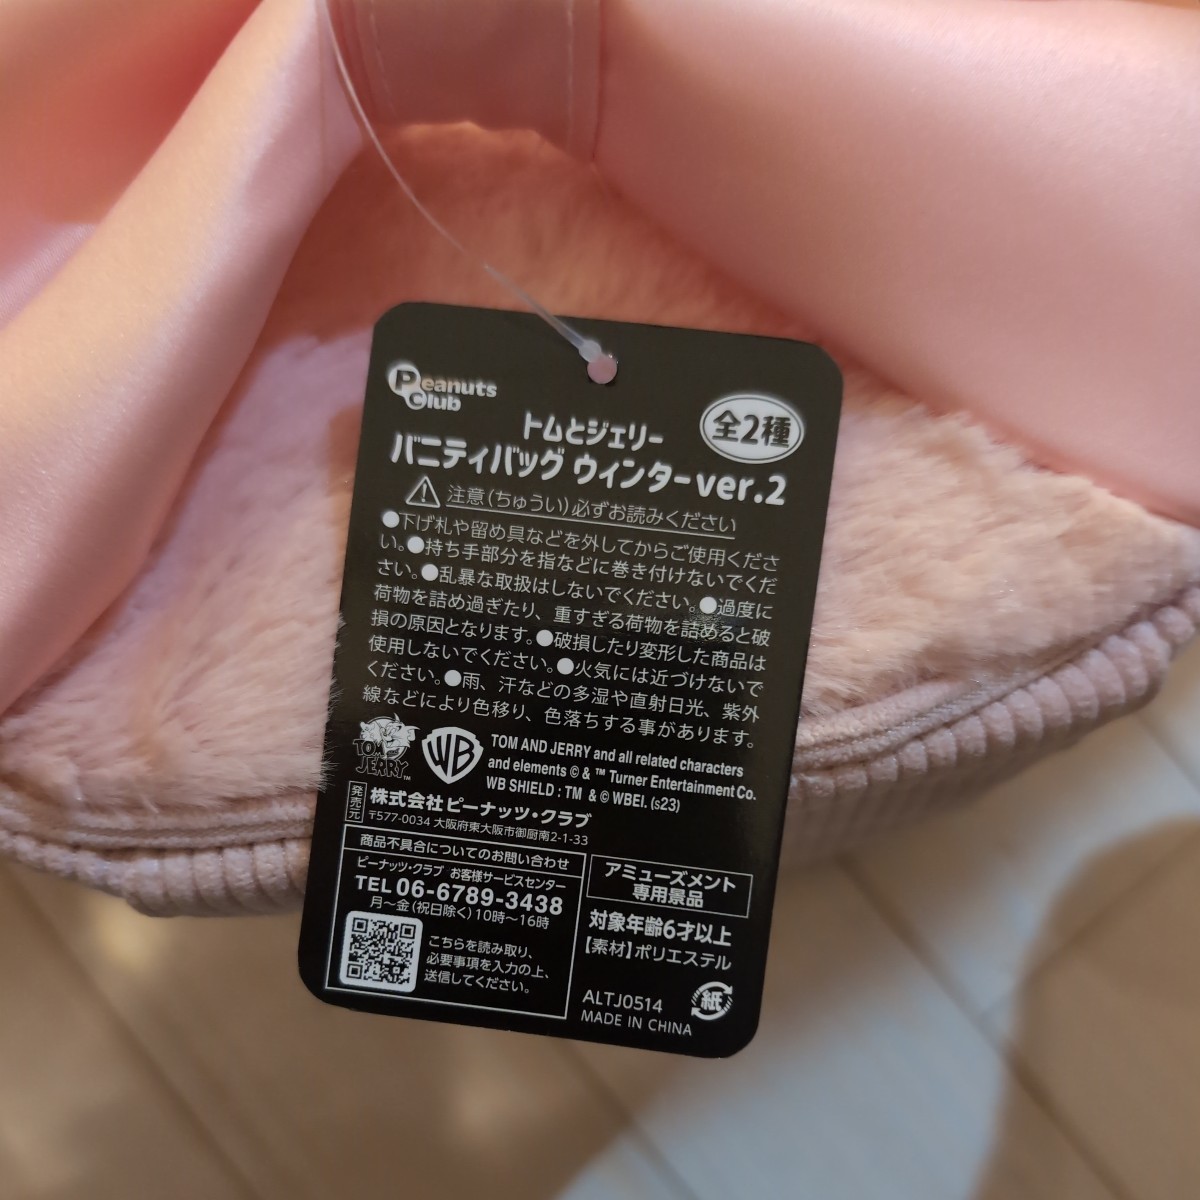 Peanuts
Club
全2種
トムとジェリー
バニティバッグ ウィンターver.2
注意(ちゅうい)必ずお読みください
●下げ札や留め具などを外してからご使用くださ
い。●持ち手部分を指などに巻き付けないでくだ
さい。●乱暴な取扱はしないでください。●過度に
荷物を詰め過ぎたり、重すぎる荷物を詰めると破
損の原因となります。●破損したり変形した商品は
使用しないでください。●火気には近づけないで
ください。●雨、汗などの多湿や直射日光、紫外
線などにより色移り、色落ちする事があります。
TOM AND JERRY™
WB
TOM AND JERRY and all related characters
and elements © & ™ Turner Entertainment Co.
WB SHIELD : TM & © WBEI. (s23)
発売元
株式会社ピーナッツ・クラブ
〒577-0034 大阪府東大阪市御厨南2-1-33
商品不具合についてのお問い合わせ
ピーナッツ・クラブ お客様サービスセンター
TEL 06-6789-3438
月〜金(祝日除く)10時〜16時
こちらを読み取り、
必要事項を入力の上、
送信してください。
アミューズメント
専用景品
対象年齢6才以上
【素材】ポリエステル
ALTJ0514
MADE IN CHINA
紙